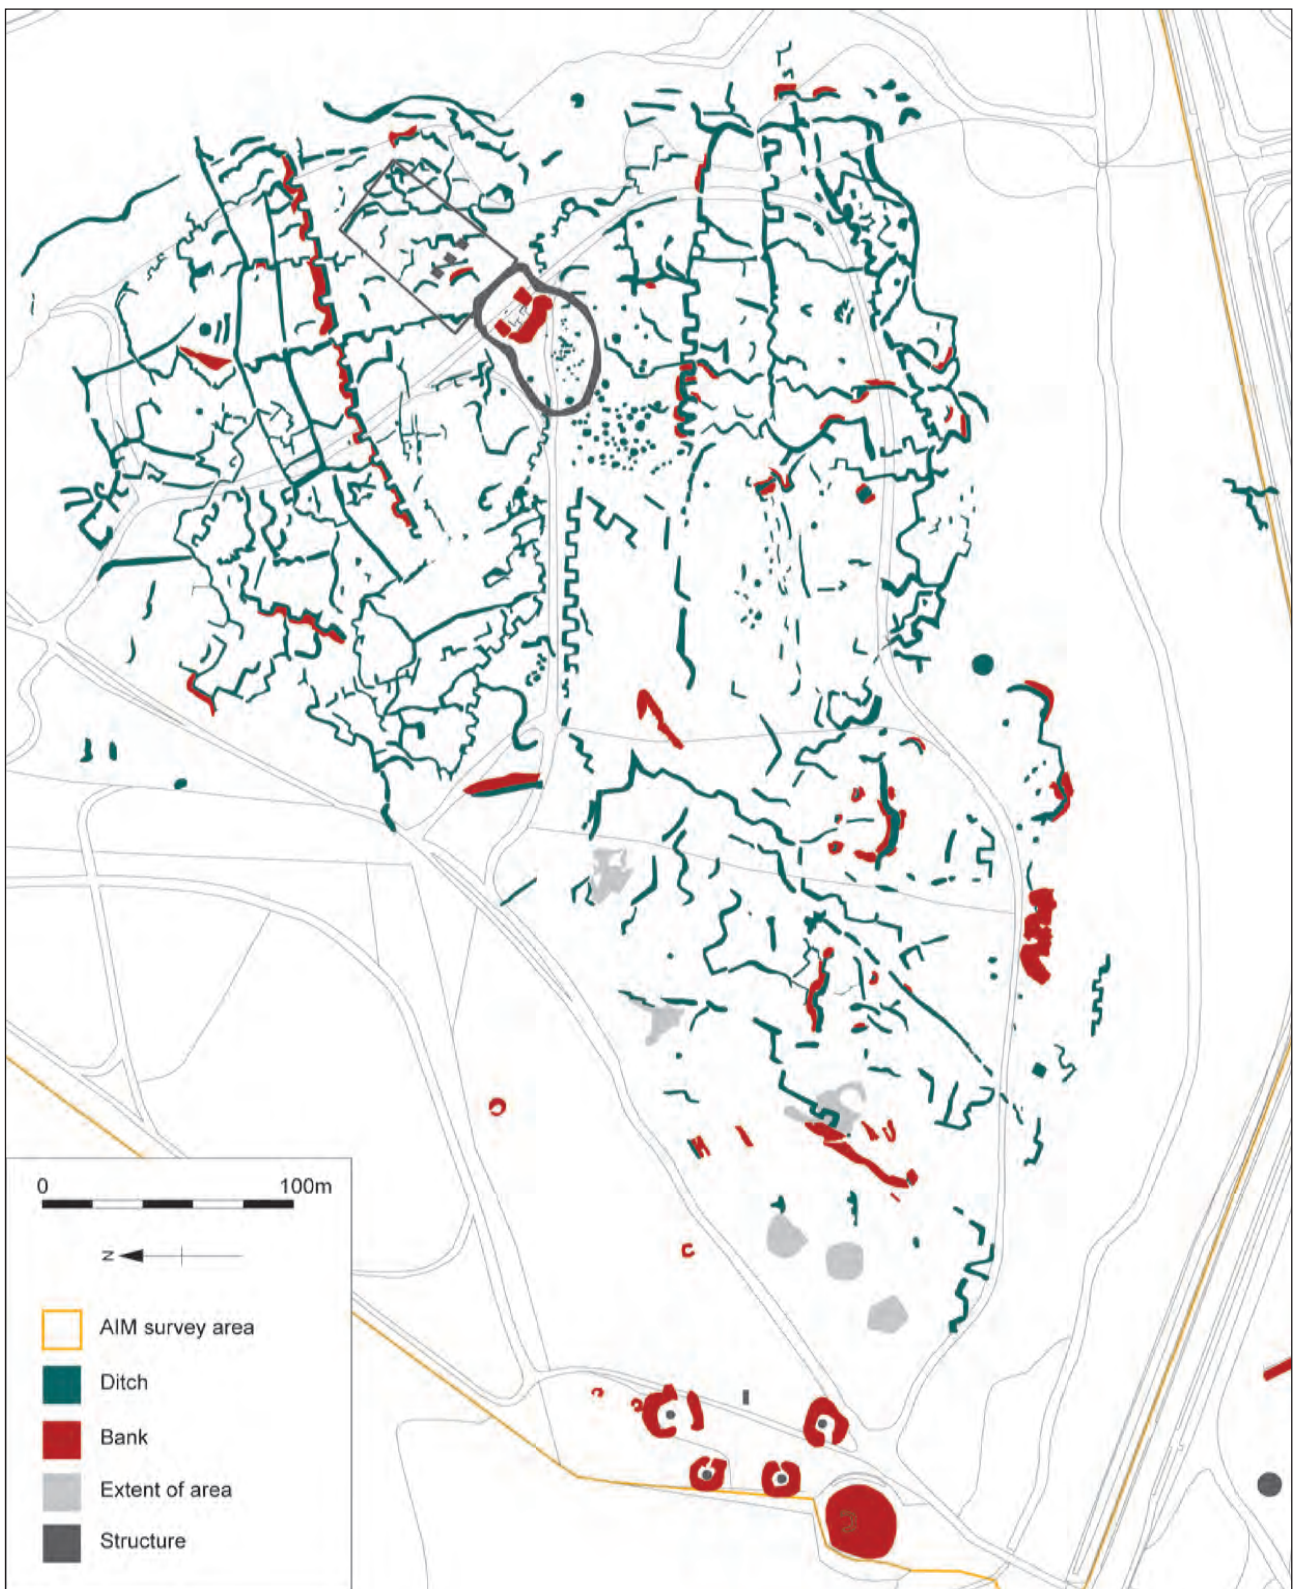 0 100m
N
AIM survey area
Ditch
Bank
Extent of area
Structure